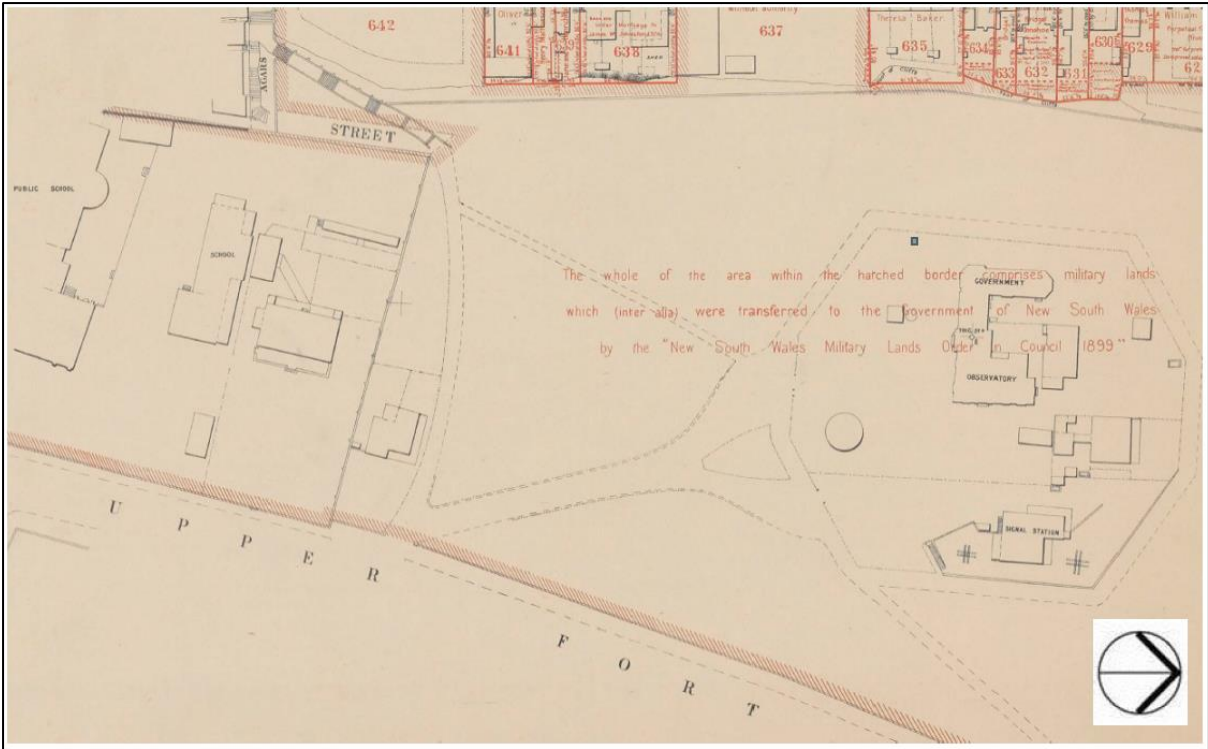 642
Oliver
641
638
SHED
637
Theresa Baker
635
634
633
632
631
630
629
William
62
AGARS
STREET
PUBLIC SCHOOL
SCHOOL
The whole of the area within the hatched border comprises military lands
which (inter alia) were transferred to the Government of New South Wales
by the "New South Wales Military Lands Order in Council 1899"
GOVERNMENT
OBSERVATORY
SIGNAL STATION
UPPER FORT